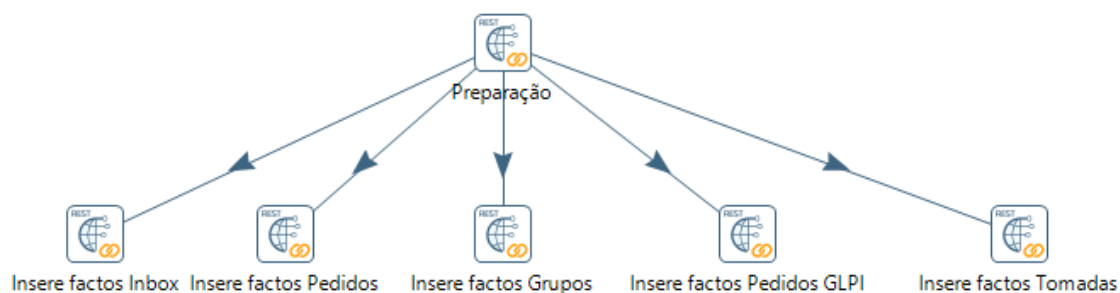 REST
Preparação
REST
REST
REST
REST
REST
Insere factos Inbox
Insere factos Pedidos
Insere factos Grupos
Insere factos Pedidos GLPI
Insere factos Tomadas